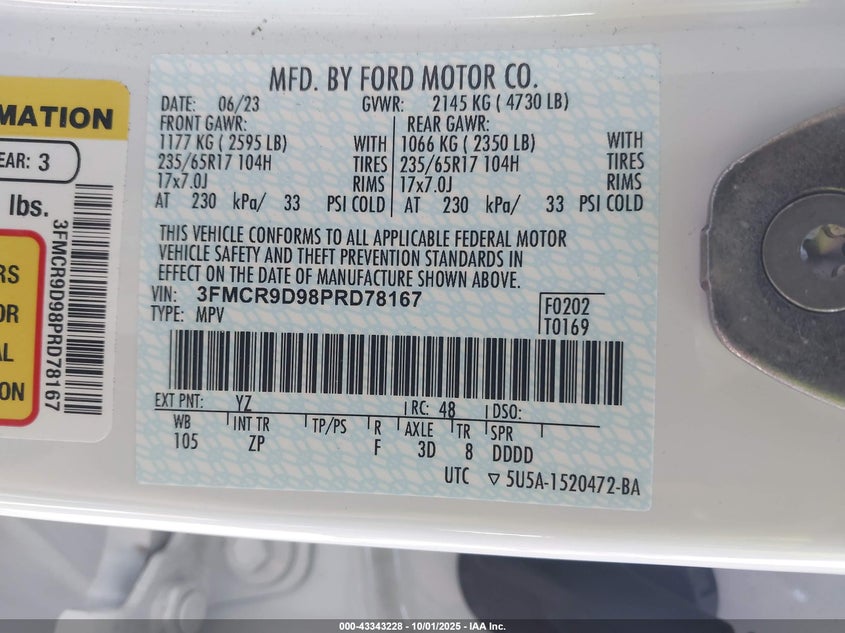 MATION
EAR: 3
lbs.
RS
OR
AL
ION
3FMCR9D98PRD78167
MFD. BY FORD MOTOR CO.
DATE: 06/23 GVWR: 2145 KG ( 4730 LB)
FRONT GAWR: REAR GAWR:
1177 KG ( 2595 LB) WITH 1066 KG ( 2350 LB) WITH
235/65R17 104H TIRES 235/65R17 104H TIRES
17x7.0J RIMS 17x7.0J RIMS
AT 230 kPa/ 33 PSI COLD AT 230 kPa/ 33 PSI COLD
THIS VEHICLE CONFORMS TO ALL APPLICABLE FEDERAL MOTOR
VEHICLE SAFETY AND THEFT PREVENTION STANDARDS IN
EFFECT ON THE DATE OF MANUFACTURE SHOWN ABOVE.
VIN: 3FMCR9D98PRD78167 F0202
TYPE: MPV T0169
EXT PNT: YZ RC: 48 DSO:
WB INT TR TP/PS R AXLE TR SPR
105 ZP F 3D 8 DDDD
UTC ▽ 5U5A-1520472-BA
000-43343228 - 10/01/2025 - IAA